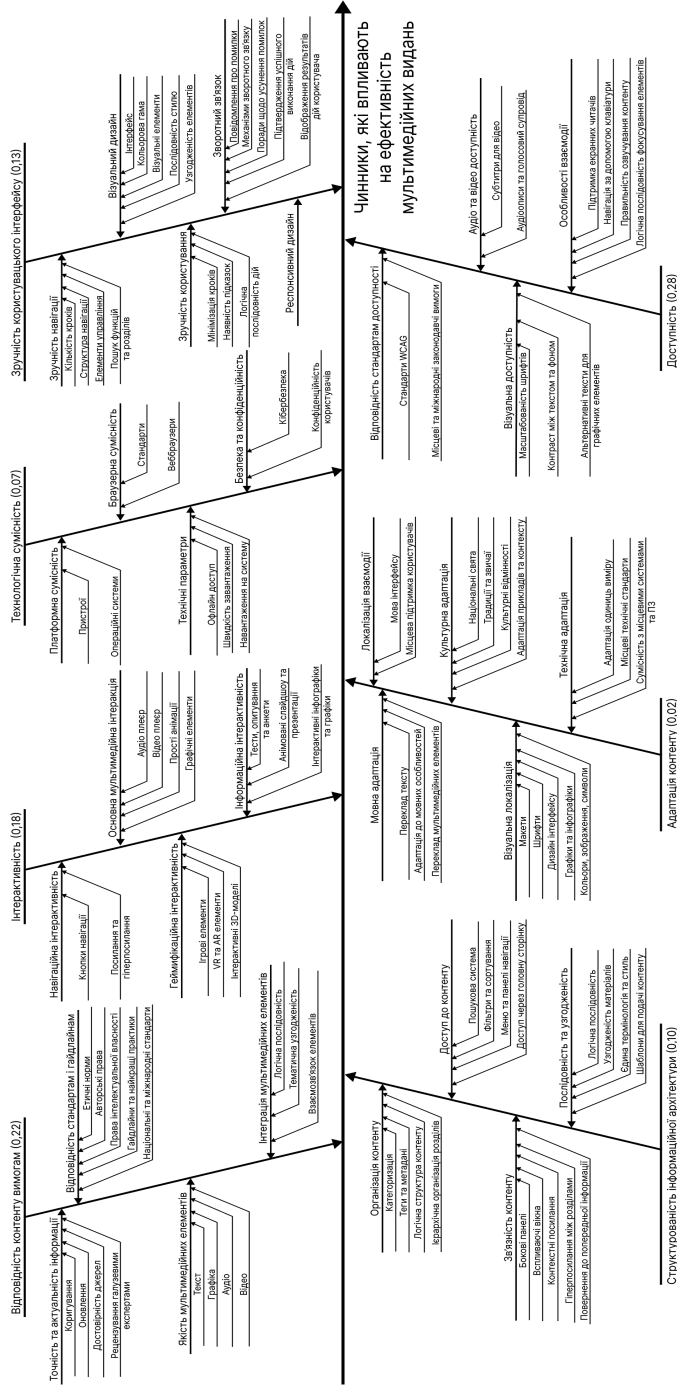 Відповідність контенту вимогам (0,22)
Точність та актуальність інформації
Коригування
Оновлення
Достовірність джерел
Рецензування галузевими
експертами
Відповідність стандартам і гайдлайнам
Етичні норми
Авторські права
Права інтелектуальної власності
Гайдлайни та найкращі практики
Національні та міжнародні стандарти
Якість мультимедійних елементів
Текст
Графіка
Аудіо
Відео
Інтеграція мультимедійних елементів
Логічна послідовність
Тематична узгодженість
Взаємозв'язок елементів
Інтерактивність (0,18)
Навігаційна інтерактивність
Кнопки навігації
Посилання та
гіперпосилання
Основна мультимедійна інтеракція
Аудіо плеєр
Відео плеєр
Прості анімації
Графічні елементи
Геймифікаційна інтерактивність
Ігрові елементи
VR та AR елементи
Інтерактивні 3D-моделі
Інформаційна інтерактивність
Тести, опитування
та анкети
Анімовані слайдшоу та
презентації
Інтерактивні інфографіки
та графіки
Технологічна сумісність (0,07)
Платформна сумісність
Пристрої
Операційні системи
Браузерна сумісність
Стандарти
Веббраузери
Технічні параметри
Офлайн доступ
Швидкість завантаження
Навантаження на систему
Безпека та конфіденційність
Кібербезпека
Конфіденційність
користувачів
Зручність користувацького інтерфейсу (0,13)
Зручність навігації
Кількість кроків
Структура навігації
Елементи управління
Пошук функцій
та розділів
Візуальний дизайн
Інтерфейс
Кольорова гама
Візуальні елементи
Послідовність стилю
Узгодженість елементів
Зручність користування
Мінімізація кроків
Наявність підказок
Логічна
послідовність дій
Зворотний зв'язок
Повідомлення про помилки
Механізми зворотного зв'язку
Поради щодо усунення помилок
Підтвердження успішного
виконання дій
Відображення результатів
дій користувача
Респонсивний дизайн
Чинники, які впливають
на ефективність
мультимедійних видань
Організація контенту
Категоризація
Теги та метадані
Логічна структура контенту
Ієрархічна організація розділів
Доступ до контенту
Пошукова система
Фільтри та сортування
Меню та панелі навігації
Доступ через головну сторінку
Зв'язність контенту
Бокові панелі
Вспливаючі вікна
Контекстні посилання
Гіперпосилання між розділами
Повернення до попередньої інформації
Послідовність та узгодженість
Логічна послідовність
Узгодженість матеріалів
Єдина термінологія та стиль
Шаблони для подачі контенту
Структурованість інформаційної архітектури (0,10)
Мовна адаптація
Переклад тексту
Адаптація до мовних особливостей
Переклад мультимедійних елементів
Локалізація взаємодії
Мова інтерфейсу
Місцева підтримка користувачів
Культурна адаптація
Національні свята
Традиції та звичаї
Культурні відмінності
Адаптація прикладів та контексту
Візуальна локалізація
Макети
Шрифти
Дизайн інтерфейсу
Графіки та інфографіки
Кольори, зображення, символи
Технічна адаптація
Адаптація одиниць виміру
Місцеві технічні стандарти
Сумісність з місцевими системами
та ПЗ
Адаптація контенту (0,02)
Відповідність стандартам доступності
Стандарти WCAG
Місцеві та міжнародні законодавчі вимоги
Аудіо та відео доступність
Субтитри для відео
Аудіоописи та голосовий супровід
Візуальна доступність
Масштабованість шрифтів
Контраст між текстом та фоном
Альтернативні тексти для
графічних елементів
Особливості взаємодії
Підтримка екранних читачів
Навігація за допомогою клавіатури
Правильність озвучування контенту
Логічна послідовність фокусування елементів
Доступність (0,28)